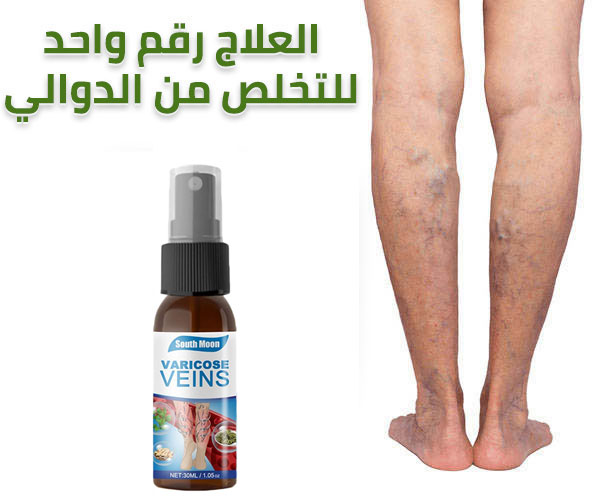 العلاج رقم واحد
للتخلص من الدوالي
South Moon
VARICOSE
VEINS
NET:30ML / 1.05oz